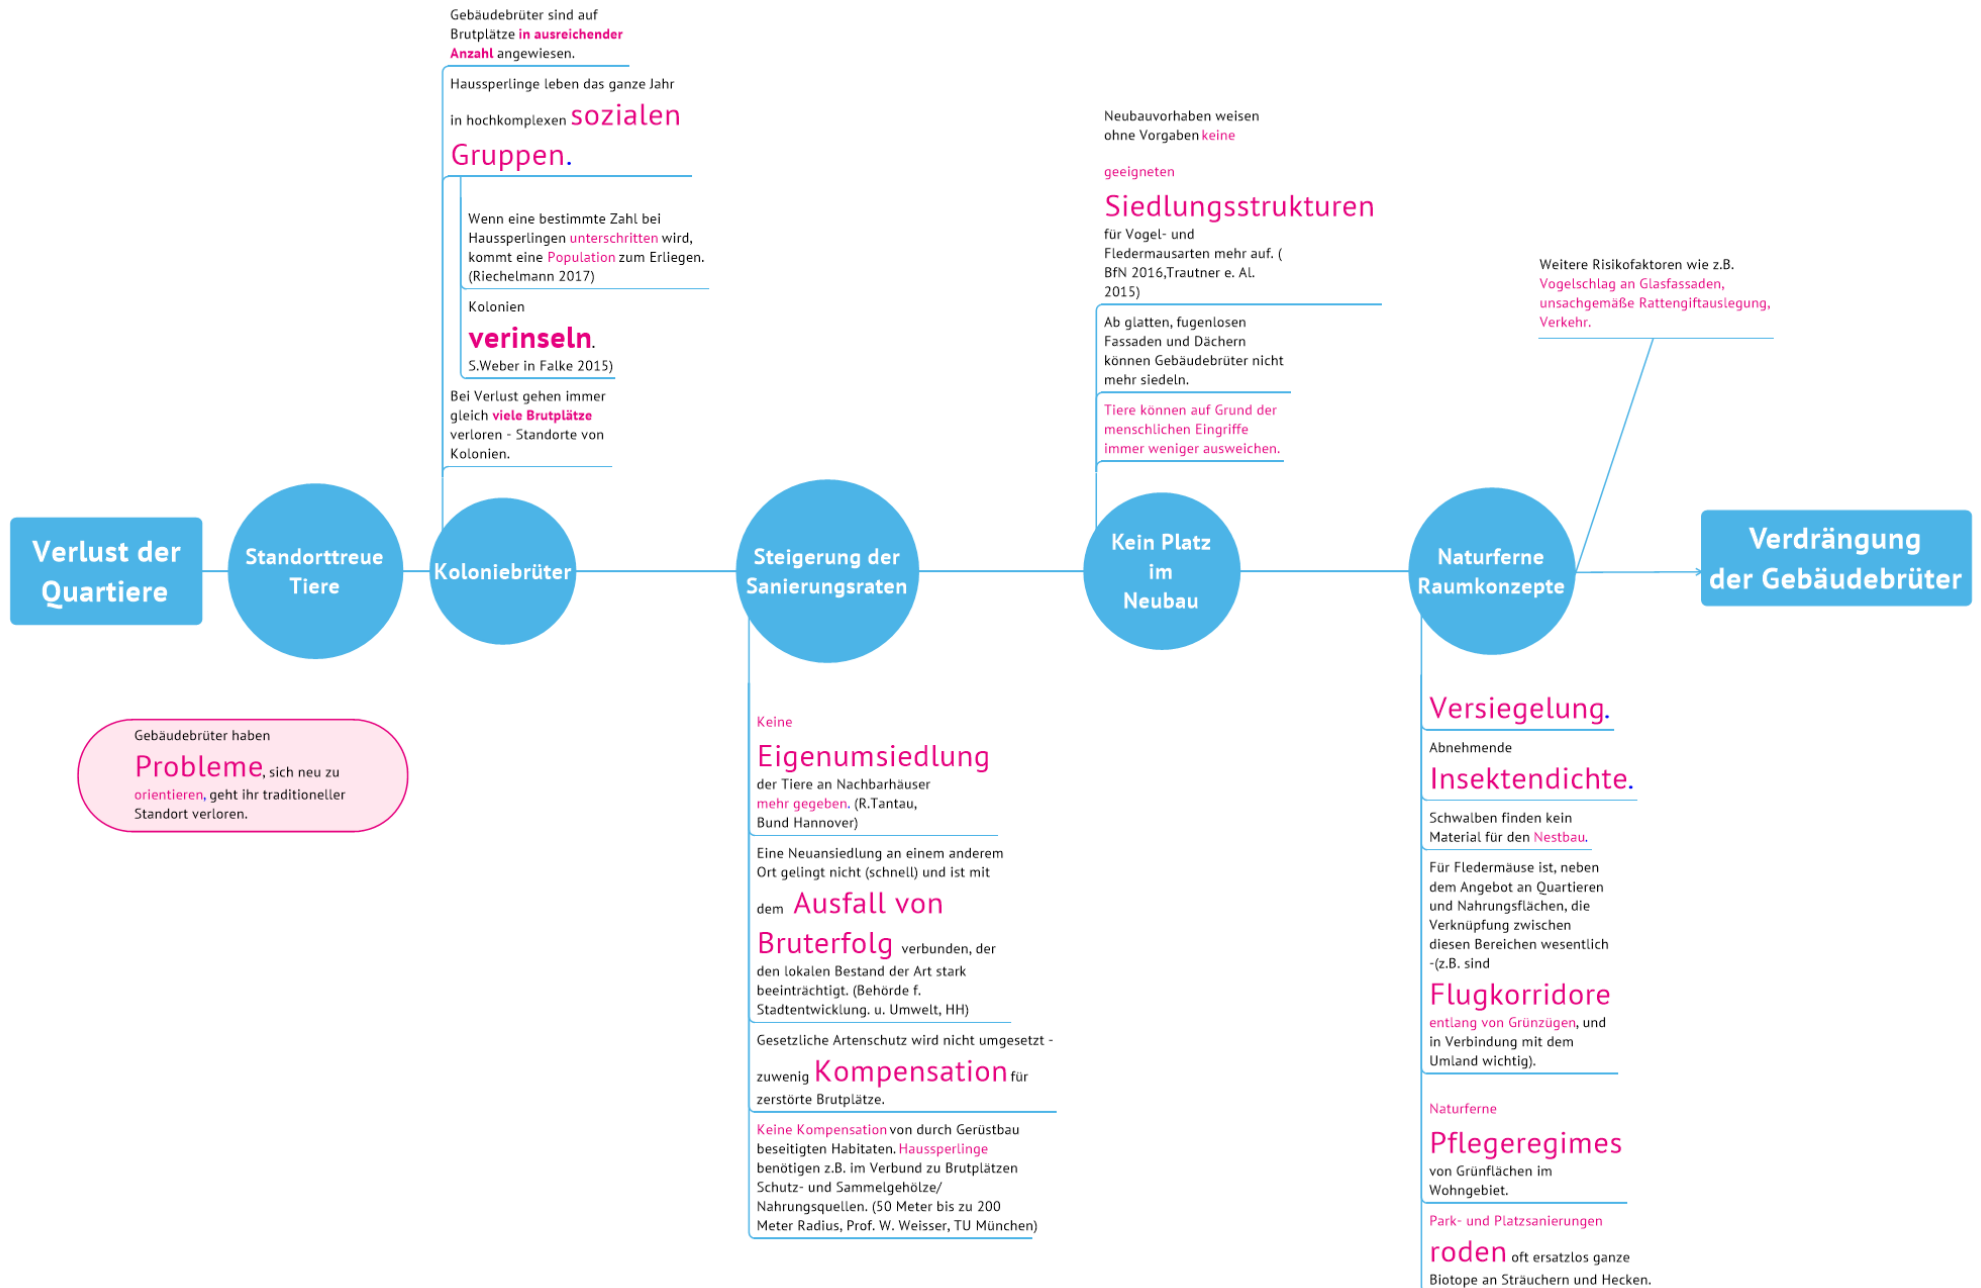 Gebäudebrüter sind auf
Brutplätze in ausreichender
Anzahl angewiesen.
Haussperlinge leben das ganze Jahr
in hochkomplexen sozialen
Gruppen.
Wenn eine bestimmte Zahl bei
Haussperlingen unterschritten wird,
kommt eine Population zum Erliegen.
(Riechelmann 2017)
Kolonien
verinseln.
S.Weber in Falke 2015)
Bei Verlust gehen immer
gleich viele Brutplätze
verloren - Standorte von
Kolonien.
Neubauvorhaben weisen
ohne Vorgaben keine
geeigneten
Siedlungsstrukturen
für Vogel- und
Fledermausarten mehr auf. (
BfN 2016,Trautner e. Al.
2015)
Ab glatten, fugenlosen
Fassaden und Dächern
können Gebäudebrüter nicht
mehr siedeln.
Tiere können auf Grund der
menschlichen Eingriffe
immer weniger ausweichen.
Weitere Risikofaktoren wie z.B.
Vogelschlag an Glasfassaden,
unsachgemäße Rattengiftauslegung,
Verkehr.
Verlust der
Quartiere
Standorttreue
Tiere
Koloniebrüter
Steigerung der
Sanierungsraten
Kein Platz
im
Neubau
Naturferne
Raumkonzepte
Verdrängung
der Gebäudebrüter
Gebäudebrüter haben
Probleme, sich neu zu
orientieren, geht ihr traditioneller
Standort verloren.
Keine
Eigenumsiedlung
der Tiere an Nachbarhäuser
mehr gegeben. (R.Tantau,
Bund Hannover)
Eine Neuansiedlung an einem anderem
Ort gelingt nicht (schnell) und ist mit
dem Ausfall von
Bruterfolg verbunden, der
den lokalen Bestand der Art stark
beeinträchtigt. (Behörde f.
Stadtentwicklung. u. Umwelt, HH)
Gesetzliche Artenschutz wird nicht umgesetzt -
zuwenig Kompensation für
zerstörte Brutplätze.
Keine Kompensation von durch Gerüstbau
beseitigten Habitaten. Haussperlinge
benötigen z.B. im Verbund zu Brutplätzen
Schutz- und Sammelgehölze/
Nahrungsquellen. (50 Meter bis zu 200
Meter Radius, Prof. W. Weisser, TU München)
Versiegelung.
Abnehmende
Insektendichte.
Schwalben finden kein
Material für den Nestbau.
Für Fledermäuse ist, neben
dem Angebot an Quartieren
und Nahrungsflächen, die
Verknüpfung zwischen
diesen Bereichen wesentlich
-(z.B. sind
Flugkorridore
entlang von Grünzügen, und
in Verbindung mit dem
Umland wichtig).
Naturferne
Pflegeregimes
von Grünflächen im
Wohngebiet.
Park- und Platzsanierungen
roden oft ersatzlos ganze
Biotope an Sträuchern und Hecken.